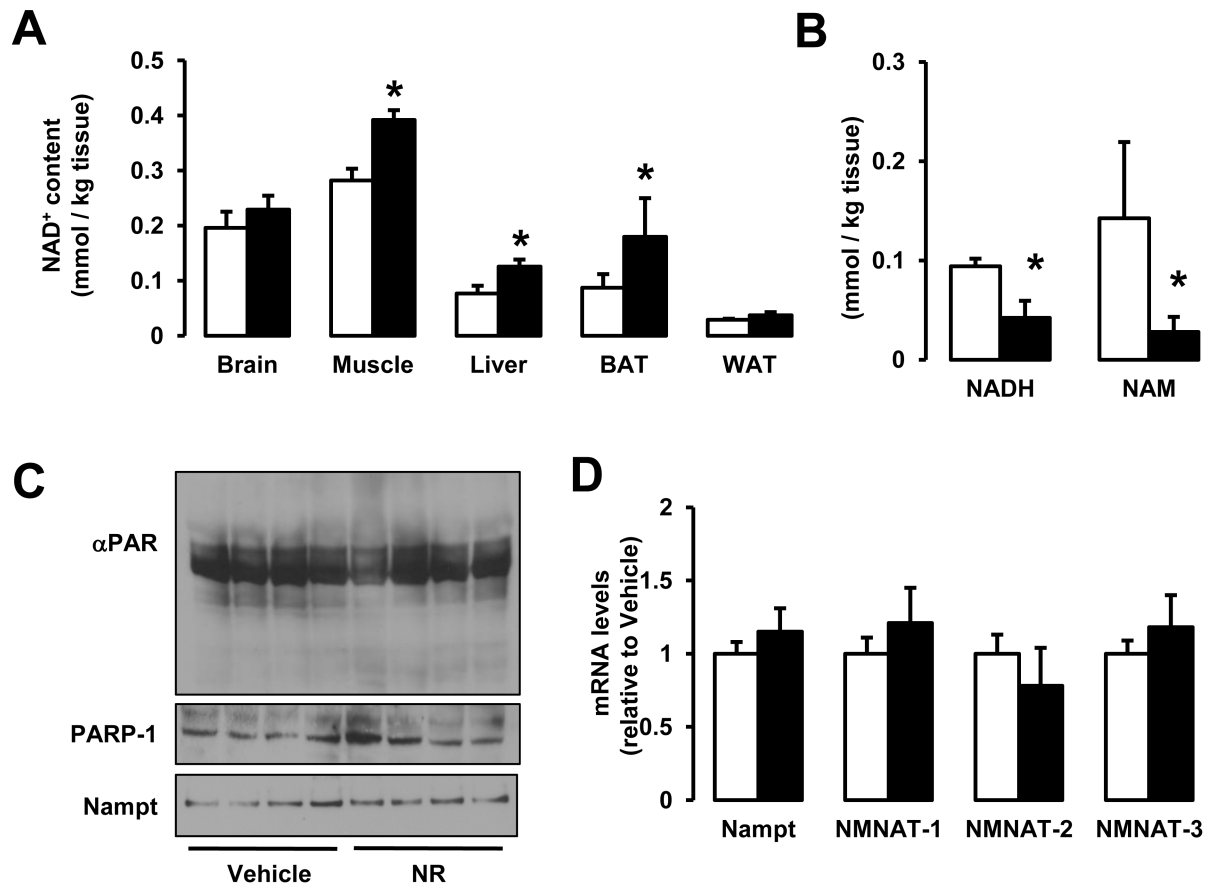 A
NAD+ content
(mmol / kg tissue)
0.5
0.4
0.3
0.2
0.1
0
*
*
*
Brain
Muscle
Liver
BAT
WAT
B
(mmol / kg tissue)
0.3
0.2
0.1
0
*
*
NADH
NAM
C
αPAR
PARP-1
Nampt
Vehicle
NR
D
mRNA levels
(relative to Vehicle)
2
1.5
1
0.5
0
Nampt
NMNAT-1
NMNAT-2
NMNAT-3